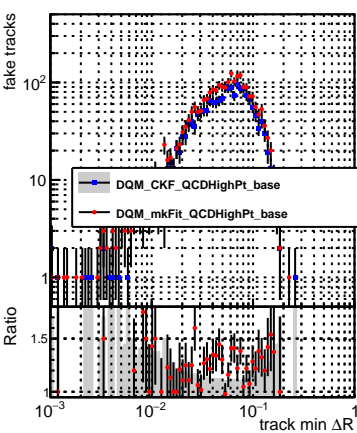 fake tracks
10²
10
1
DQM_CKF_QCDHighPt_base
DQM_mkFit_QCDHighPt_base
Ratio
1.5
1
10⁻³ 10⁻² 10⁻¹ 1
track min ΔR